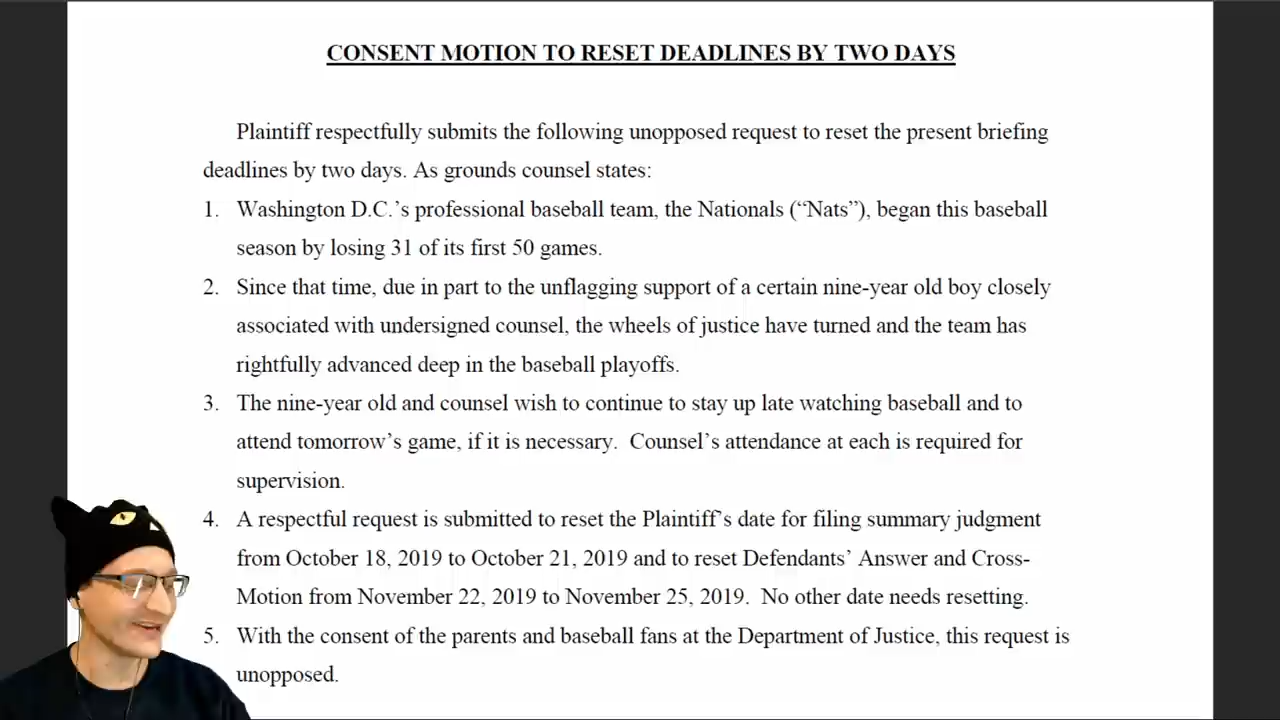 CONSENT MOTION TO RESET DEADLINES BY TWO DAYS
Plaintiff respectfully submits the following unopposed request to reset the present briefing
deadlines by two days. As grounds counsel states:
1. Washington D.C.’s professional baseball team, the Nationals (“Nats”), began this baseball
season by losing 31 of its first 50 games.
2. Since that time, due in part to the unflagging support of a certain nine-year old boy closely
associated with undersigned counsel, the wheels of justice have turned and the team has
rightfully advanced deep in the baseball playoffs.
3. The nine-year old and counsel wish to continue to stay up late watching baseball and to
attend tomorrow’s game, if it is necessary. Counsel’s attendance at each is required for
supervision.
4. A respectful request is submitted to reset the Plaintiff’s date for filing summary judgment
from October 18, 2019 to October 21, 2019 and to reset Defendants’ Answer and Cross-
Motion from November 22, 2019 to November 25, 2019. No other date needs resetting.
5. With the consent of the parents and baseball fans at the Department of Justice, this request is
unopposed.